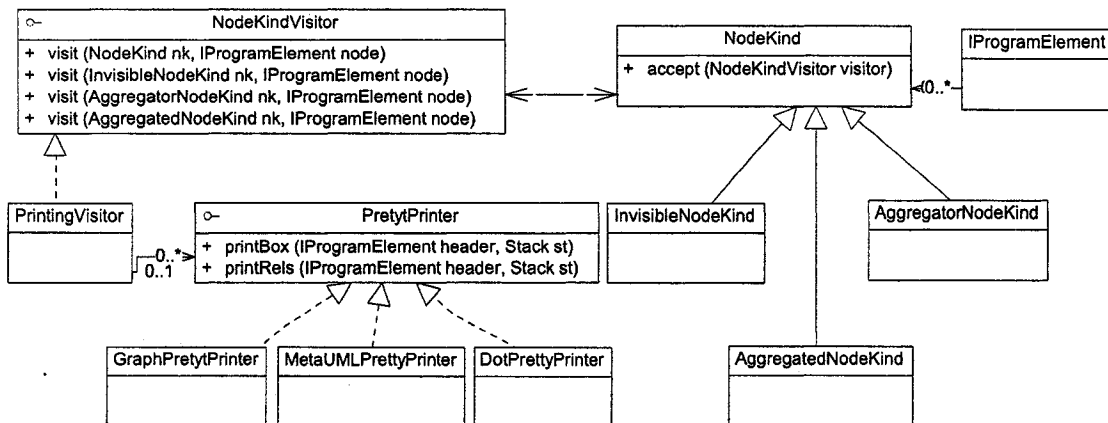 NodeKindVisitor
+ visit (NodeKind nk, IProgramElement node)
+ visit (InvisibleNodeKind nk, IProgramElement node)
+ visit (AggregatorNodeKind nk, IProgramElement node)
+ visit (AggregatedNodeKind nk, IProgramElement node)
NodeKind
+ accept (NodeKindVisitor visitor)
IProgramElement
0..*
PrintingVisitor
0..*
0..1
PretytPrinter
+ printBox (IProgramElement header, Stack st)
+ printRels (IProgramElement header, Stack st)
InvisibleNodeKind
AggregatorNodeKind
GraphPretytPrinter
MetaUMLPrettyPrinter
DotPrettyPrinter
AggregatedNodeKind